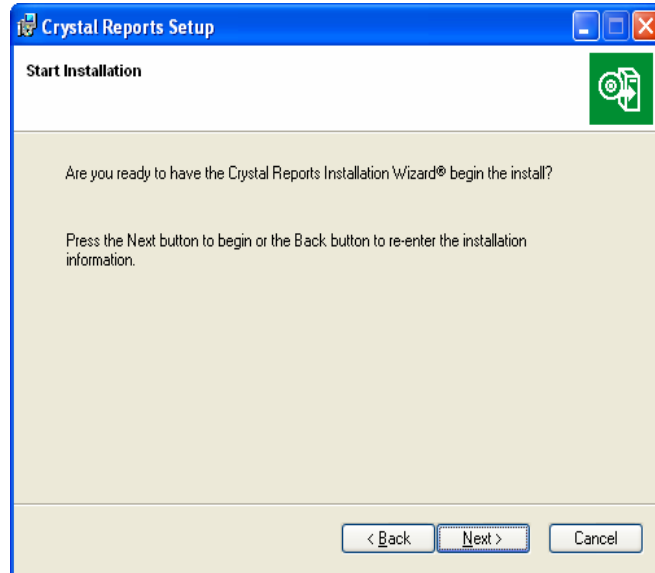 Crystal Reports Setup
Start Installation
Are you ready to have the Crystal Reports Installation Wizard® begin the install?
Press the Next button to begin or the Back button to re-enter the installation
information.
< Back Next > Cancel